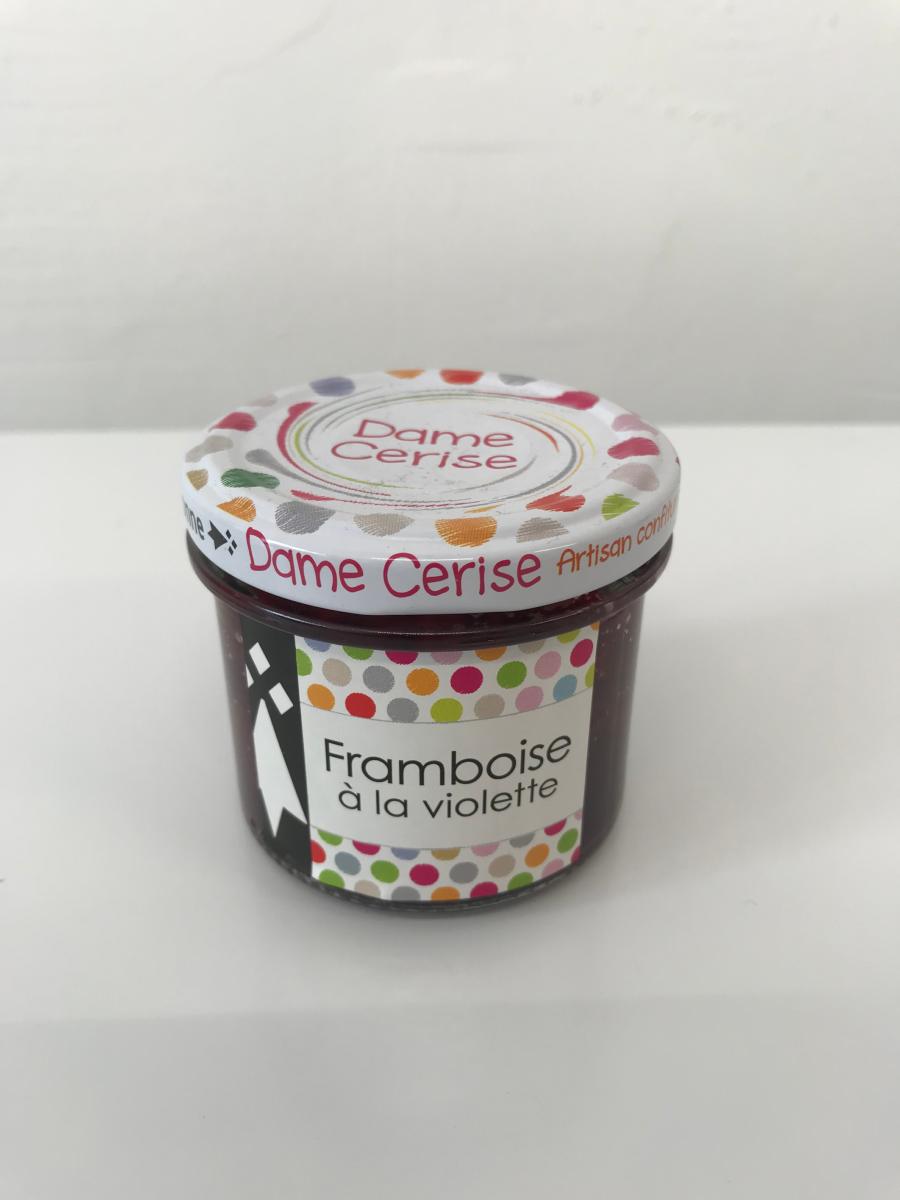 Dame
Cerise
Dame Cerise Artisan
Framboise
à la violette